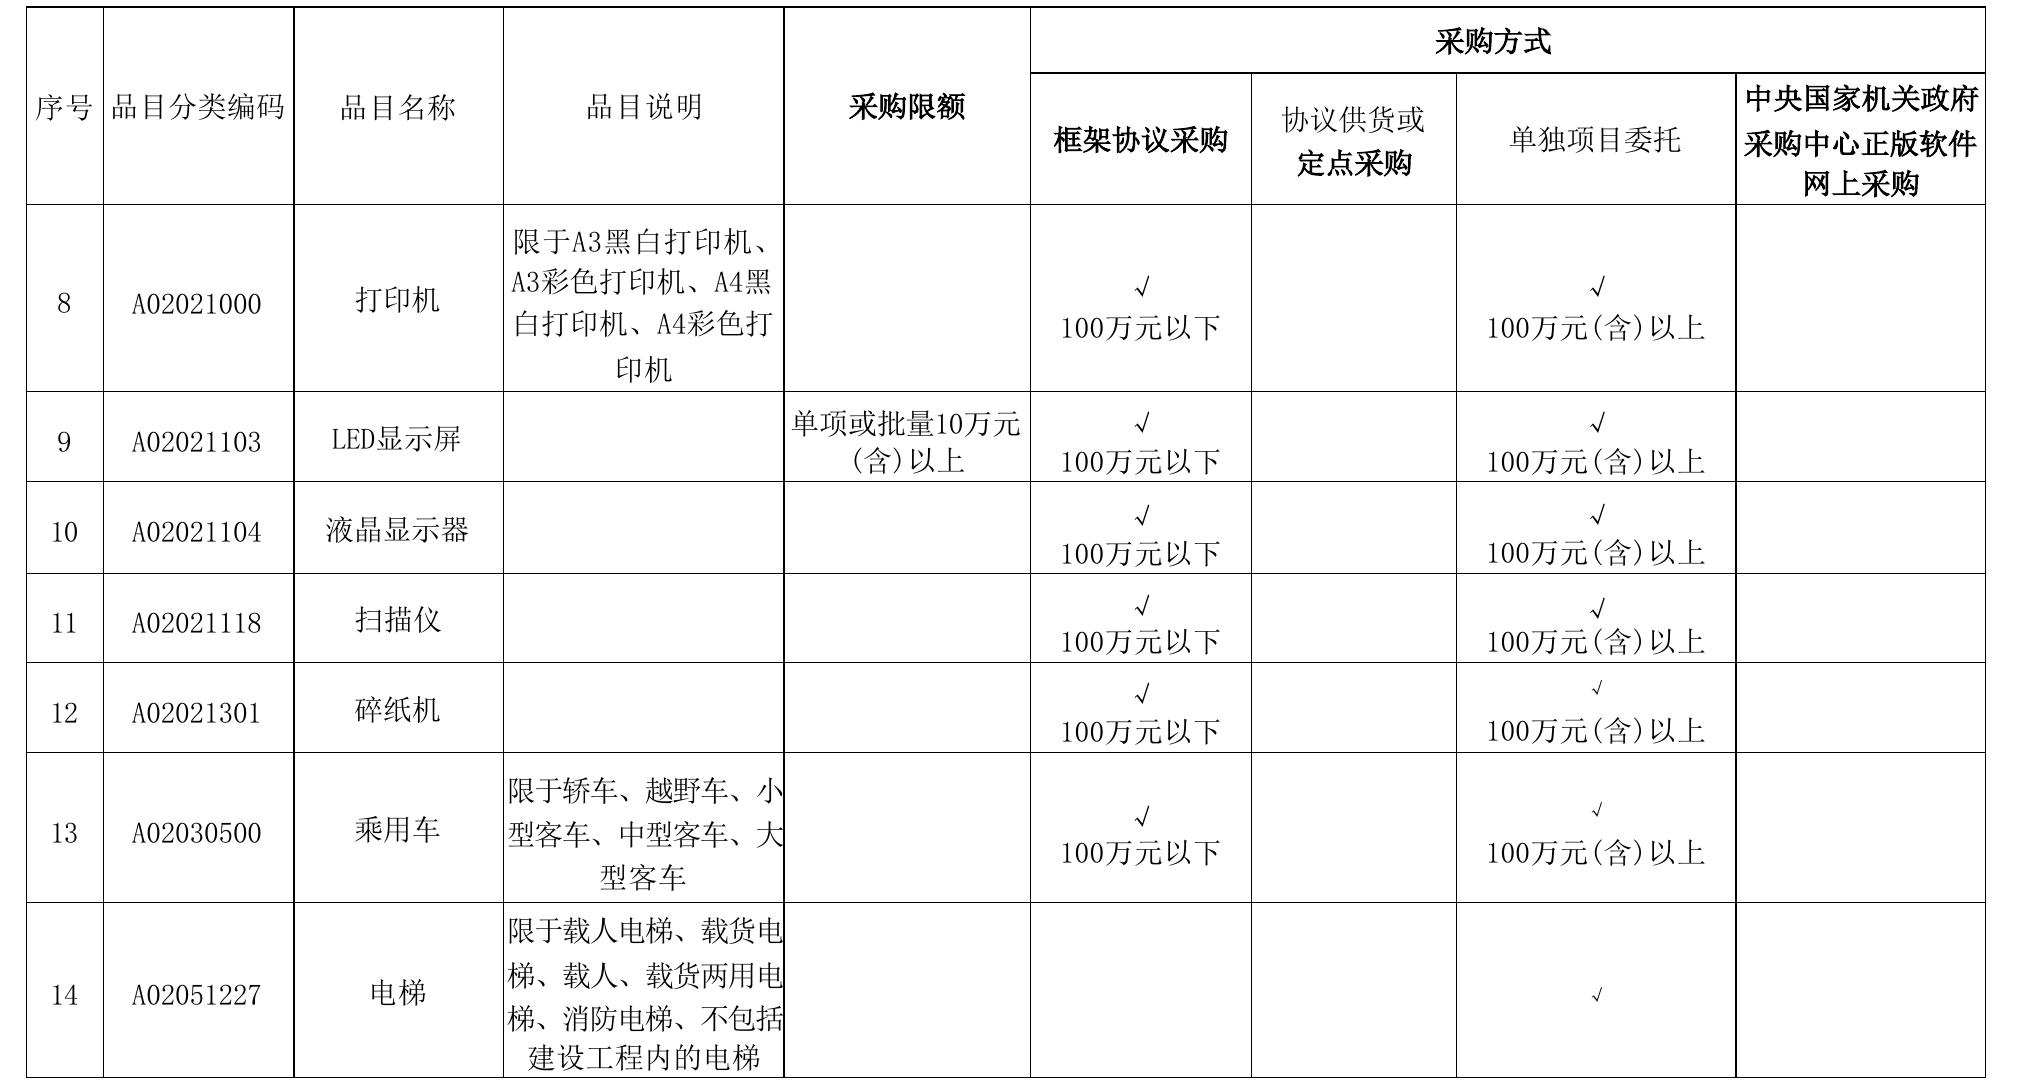 序号
品目分类编码
品目名称
品目说明
采购限额
采购方式
框架协议采购
协议供货或
定点采购
单独项目委托
中央国家机关政府
采购中心正版软件
网上采购
8
A02021000
打印机
限于A3黑白打印机、
A3彩色打印机、A4黑
白打印机、A4彩色打
印机
√
100万元以下
√
100万元(含)以上
9
A02021103
LED显示屏
单项或批量10万元
(含)以上
√
100万元以下
√
100万元(含)以上
10
A02021104
液晶显示器
√
100万元以下
√
100万元(含)以上
11
A02021118
扫描仪
√
100万元以下
√
100万元(含)以上
12
A02021301
碎纸机
√
100万元以下
√
100万元(含)以上
13
A02030500
乘用车
限于轿车、越野车、小
型客车、中型客车、大
型客车
√
100万元以下
√
100万元(含)以上
14
A02051227
电梯
限于载人电梯、载货电
梯、载人、载货两用电
梯、消防电梯、不包括
建设工程内的电梯
√